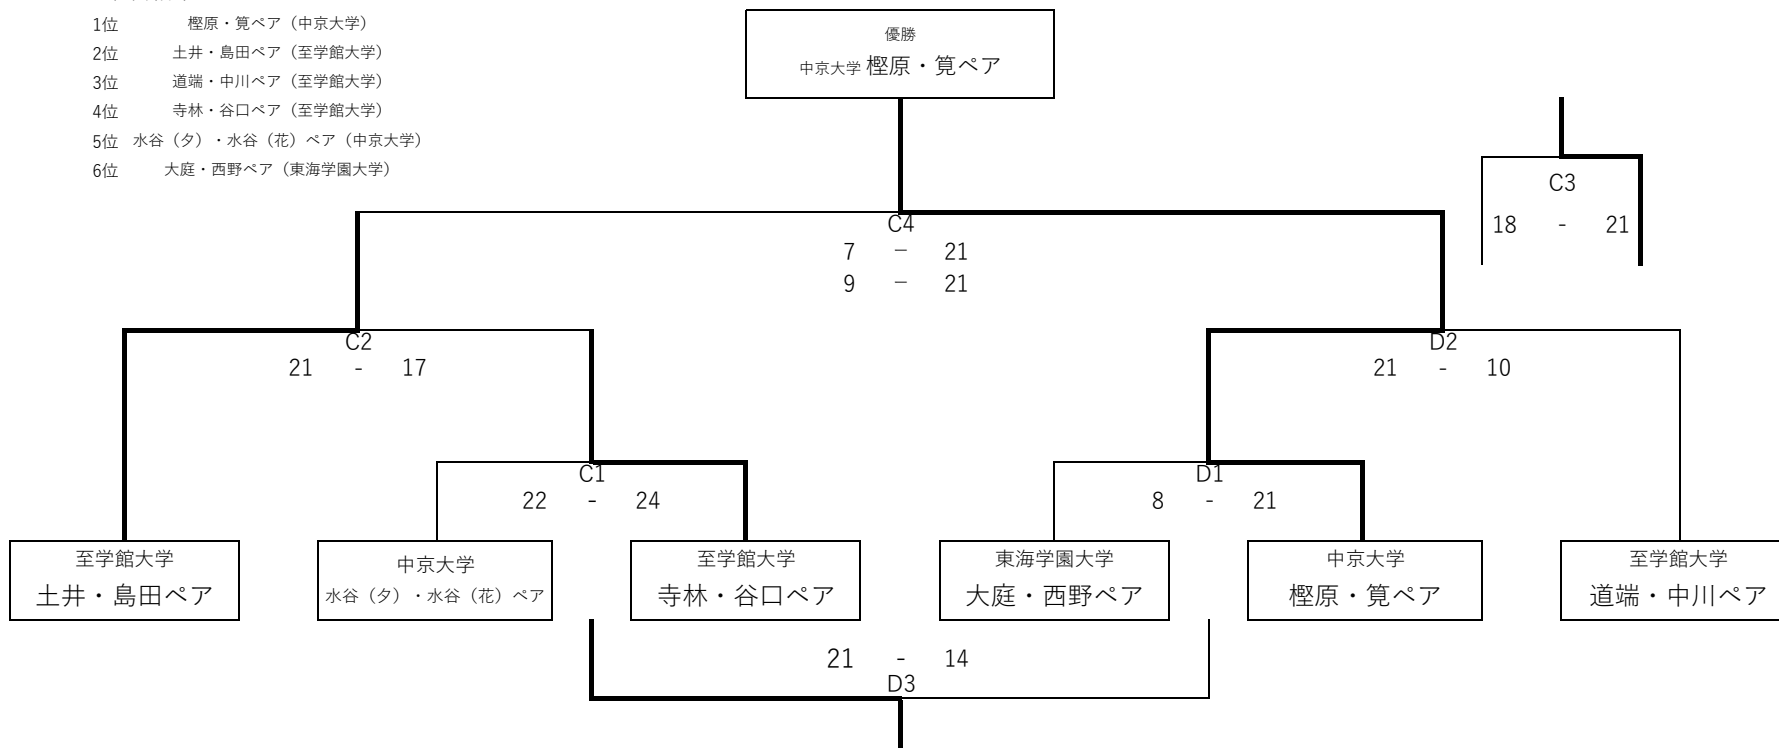 1位 樫原・筧ペア（中京大学）
2位 土井・島田ペア（至学館大学）
3位 道端・中川ペア（至学館大学）
4位 寺林・谷口ペア（至学館大学）
5位 水谷（夕）・水谷（花）ペア（中京大学）
6位 大庭・西野ペア（東海学園大学）
優勝
中京大学 樫原・筧ペア
C3
18 - 21
C4
7 － 21
9 － 21
C2
21 - 17
D2
21 - 10
C1
22 - 24
D1
8 - 21
至学館大学
土井・島田ペア
中京大学
水谷（夕）・水谷（花）ペア
至学館大学
寺林・谷口ペア
東海学園大学
大庭・西野ペア
中京大学
樫原・筧ペア
至学館大学
道端・中川ペア
21 - 14
D3